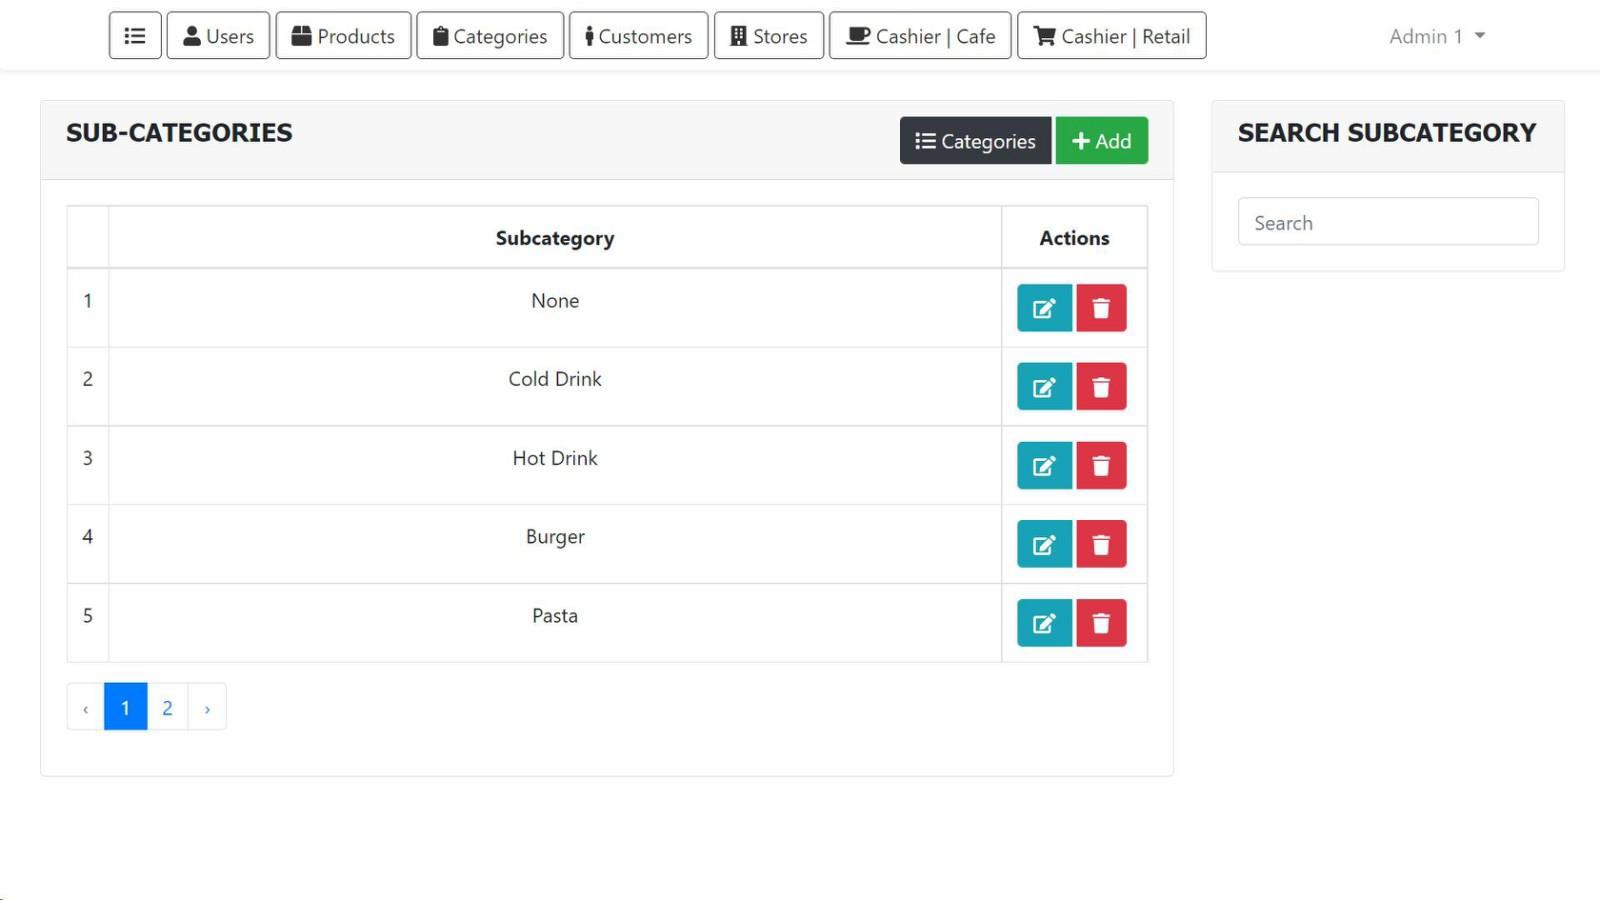 Users Products Categories Customers Stores Cashier | Cafe Cashier | Retail Admin 1
SUB-CATEGORIES Categories Add
Subcategory Actions
1 None
2 Cold Drink
3 Hot Drink
4 Burger
5 Pasta
‹ 1 2 ›
SEARCH SUBCATEGORY
Search